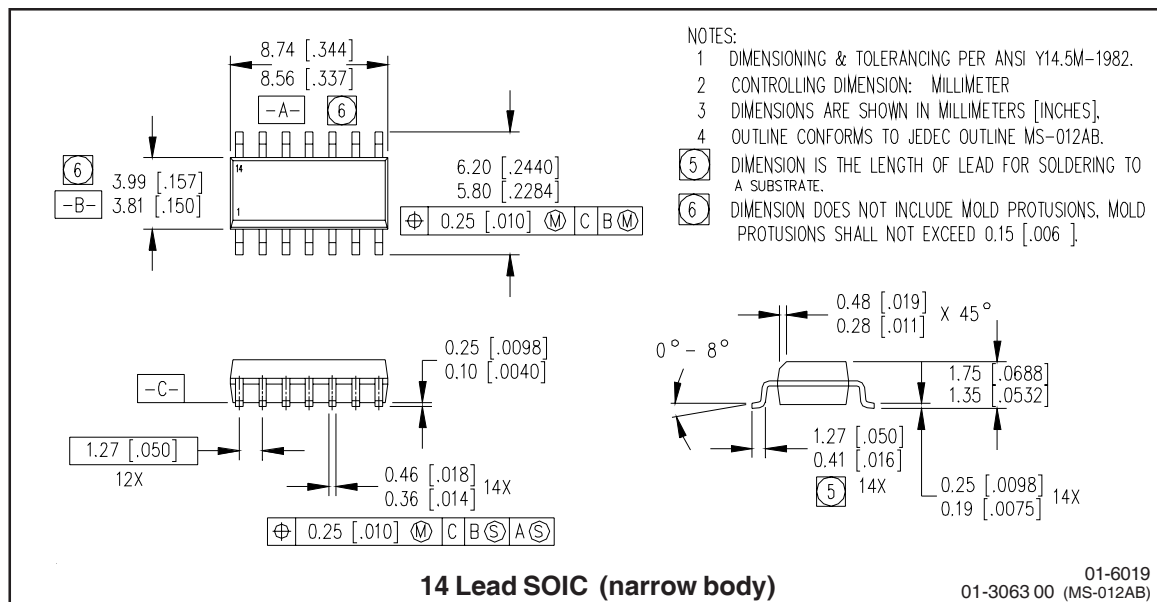 8.74 [.344]
8.56 [.337]
-A- 6
14
1
6
3.99 [.157]
3.81 [.150]
-B-
6.20 [.2440]
5.80 [.2284]
⌖ 0.25 [.010] Ⓜ C B Ⓜ
NOTES:
1 DIMENSIONING & TOLERANCING PER ANSI Y14.5M-1982.
2 CONTROLLING DIMENSION: MILLIMETER
3 DIMENSIONS ARE SHOWN IN MILLIMETERS [INCHES].
4 OUTLINE CONFORMS TO JEDEC OUTLINE MS-012AB.
5 DIMENSION IS THE LENGTH OF LEAD FOR SOLDERING TO
A SUBSTRATE.
6 DIMENSION DOES NOT INCLUDE MOLD PROTUSIONS, MOLD
PROTUSIONS SHALL NOT EXCEED 0.15 [.006 ].
-C-
0.25 [.0098]
0.10 [.0040]
1.27 [.050]
12X
0.46 [.018]
0.36 [.014] 14X
⌖ 0.25 [.010] Ⓜ C B Ⓢ A Ⓢ
0.48 [.019]
0.28 [.011] X 45°
0° - 8°
1.75 [.0688]
1.35 [.0532]
1.27 [.050]
0.41 [.016]
5 14X
0.25 [.0098]
0.19 [.0075] 14X
14 Lead SOIC (narrow body)
01-6019
01-3063 00 (MS-012AB)